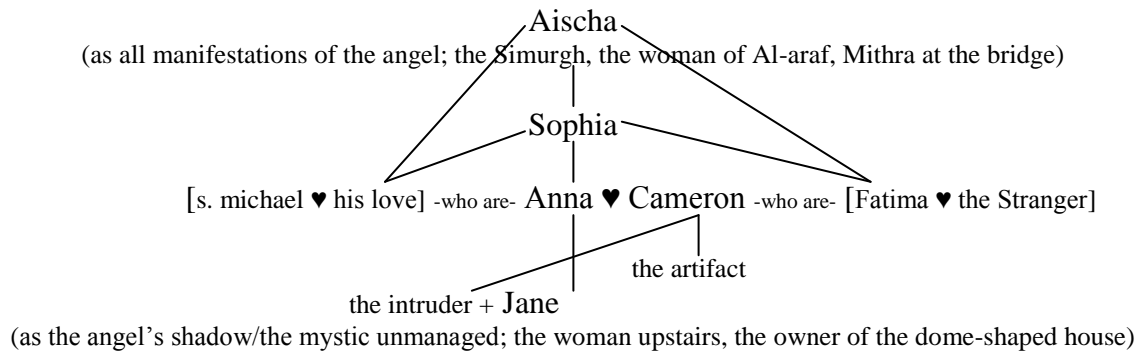 Aischa
(as all manifestations of the angel; the Simurgh, the woman of Al-araf, Mithra at the bridge)
Sophia
[s. michael ♥ his love] -who are- Anna ♥ Cameron -who are- [Fatima ♥ the Stranger]
the artifact
the intruder + Jane
(as the angel’s shadow/the mystic unmanaged; the woman upstairs, the owner of the dome-shaped house)